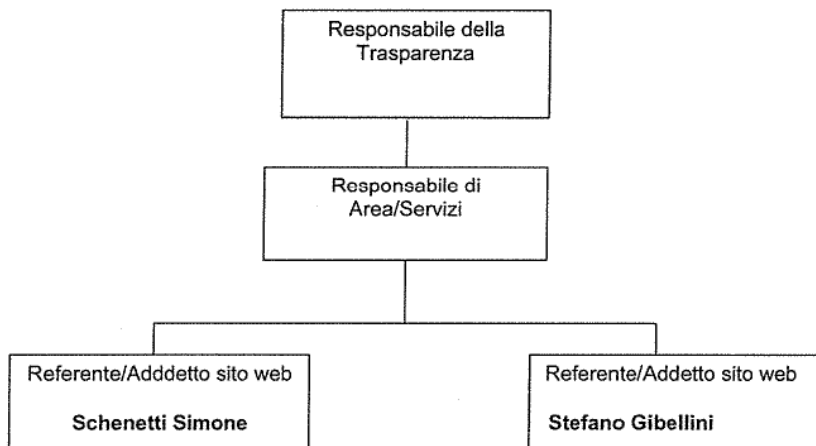 Responsabile della
Trasparenza
Responsabile di
Area/Servizi
Referente/Adddetto sito web
Schenetti Simone
Referente/Addetto sito web
Stefano Gibellini